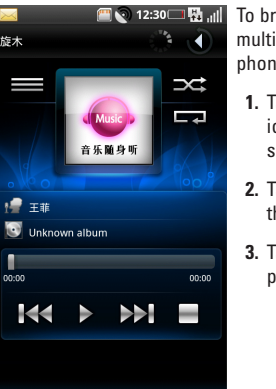 12:30
旋木
Music
音乐随身听
王菲
Unknown album
00:00 00:00
To br
multi
phon
1. T
ic
s
2. T
th
3. T
p